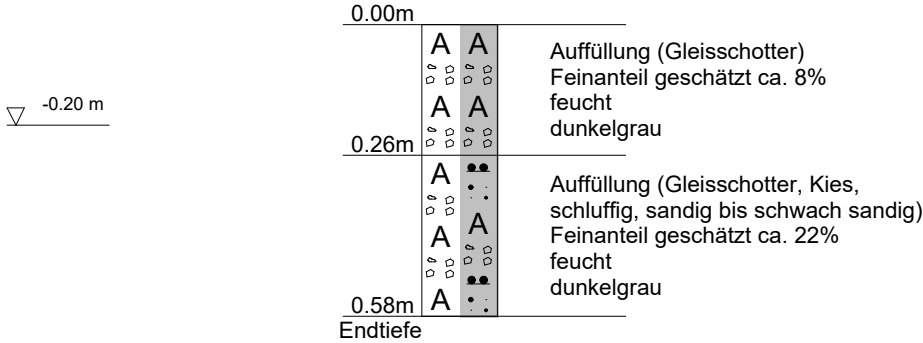 0.00m
A A
Auffüllung (Gleisschotter)
Feinanteil geschätzt ca. 8%
feucht
dunkelgrau
-0.20 m
A A
0.26m
A
Auffüllung (Gleisschotter, Kies,
schluffig, sandig bis schwach sandig)
Feinanteil geschätzt ca. 22%
feucht
dunkelgrau
A
A
A
0.58m
Endtiefe